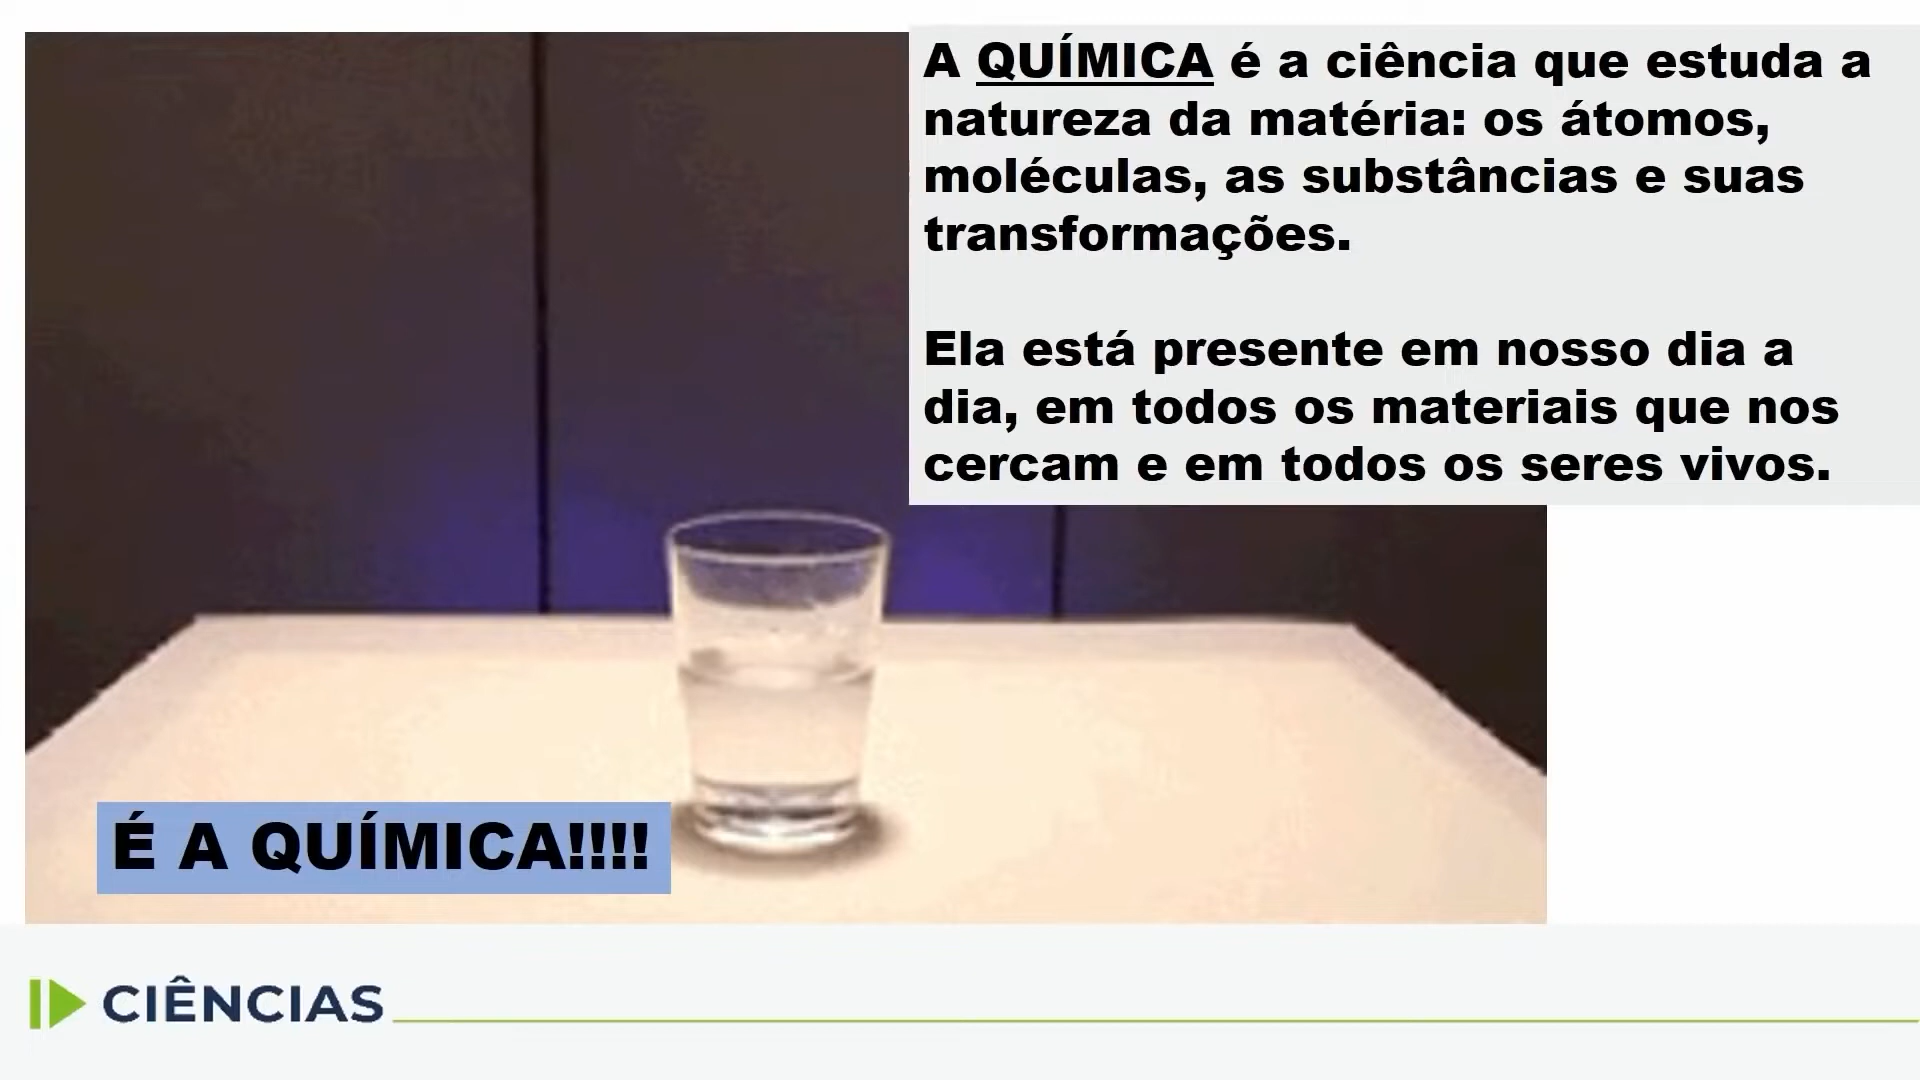 A QUÍMICA é a ciência que estuda a
natureza da matéria: os átomos,
moléculas, as substâncias e suas
transformações.
Ela está presente em nosso dia a
dia, em todos os materiais que nos
cercam e em todos os seres vivos.
É A QUÍMICA!!!!
CIÊNCIAS